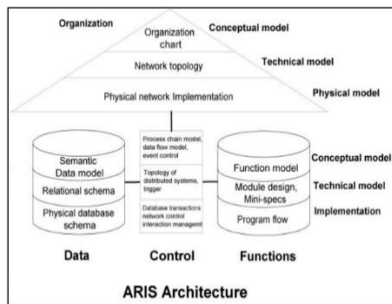 Organization
Conceptual model
Organization
chart
Technical model
Network topology
Physical model
Physical network Implementation
Process chain model,
data flow model,
event control
Semantic
Data model
Function model
Conceptual model
Relational schema
Topology of
distributed systems,
trigger
Module design,
Mini-specs
Technical model
Physical database
schema
Database transactions
network control
interaction managemt
Program flow
Implementation
Data
Control
Functions
ARIS Architecture